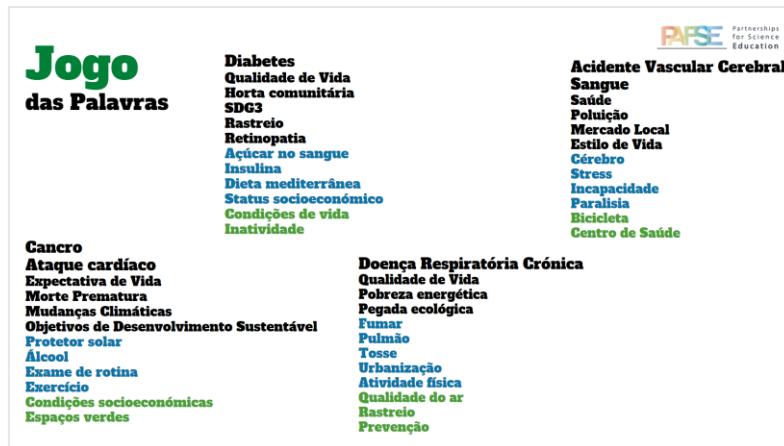 Jogo
das Palavras
PAFSE
Partnerships
for Science
Education
Diabetes
Qualidade de Vida
Horta comunitária
SDG3
Rastreio
Retinopatia
Açúcar no sangue
Insulina
Dieta mediterrânea
Status socioeconómico
Condições de vida
Inatividade
Acidente Vascular Cerebral
Sangue
Saúde
Poluição
Mercado Local
Estilo de Vida
Cérebro
Stress
Incapacidade
Paralisia
Bicicleta
Centro de Saúde
Cancro
Ataque cardíaco
Expectativa de Vida
Morte Prematura
Mudanças Climáticas
Objetivos de Desenvolvimento Sustentável
Protetor solar
Álcool
Exame de rotina
Exercício
Condições socioeconómicas
Espaços verdes
Doença Respiratória Crónica
Qualidade de Vida
Pobreza energética
Pegada ecológica
Fumar
Pulmão
Tosse
Urbanização
Atividade física
Qualidade do ar
Rastreio
Prevenção